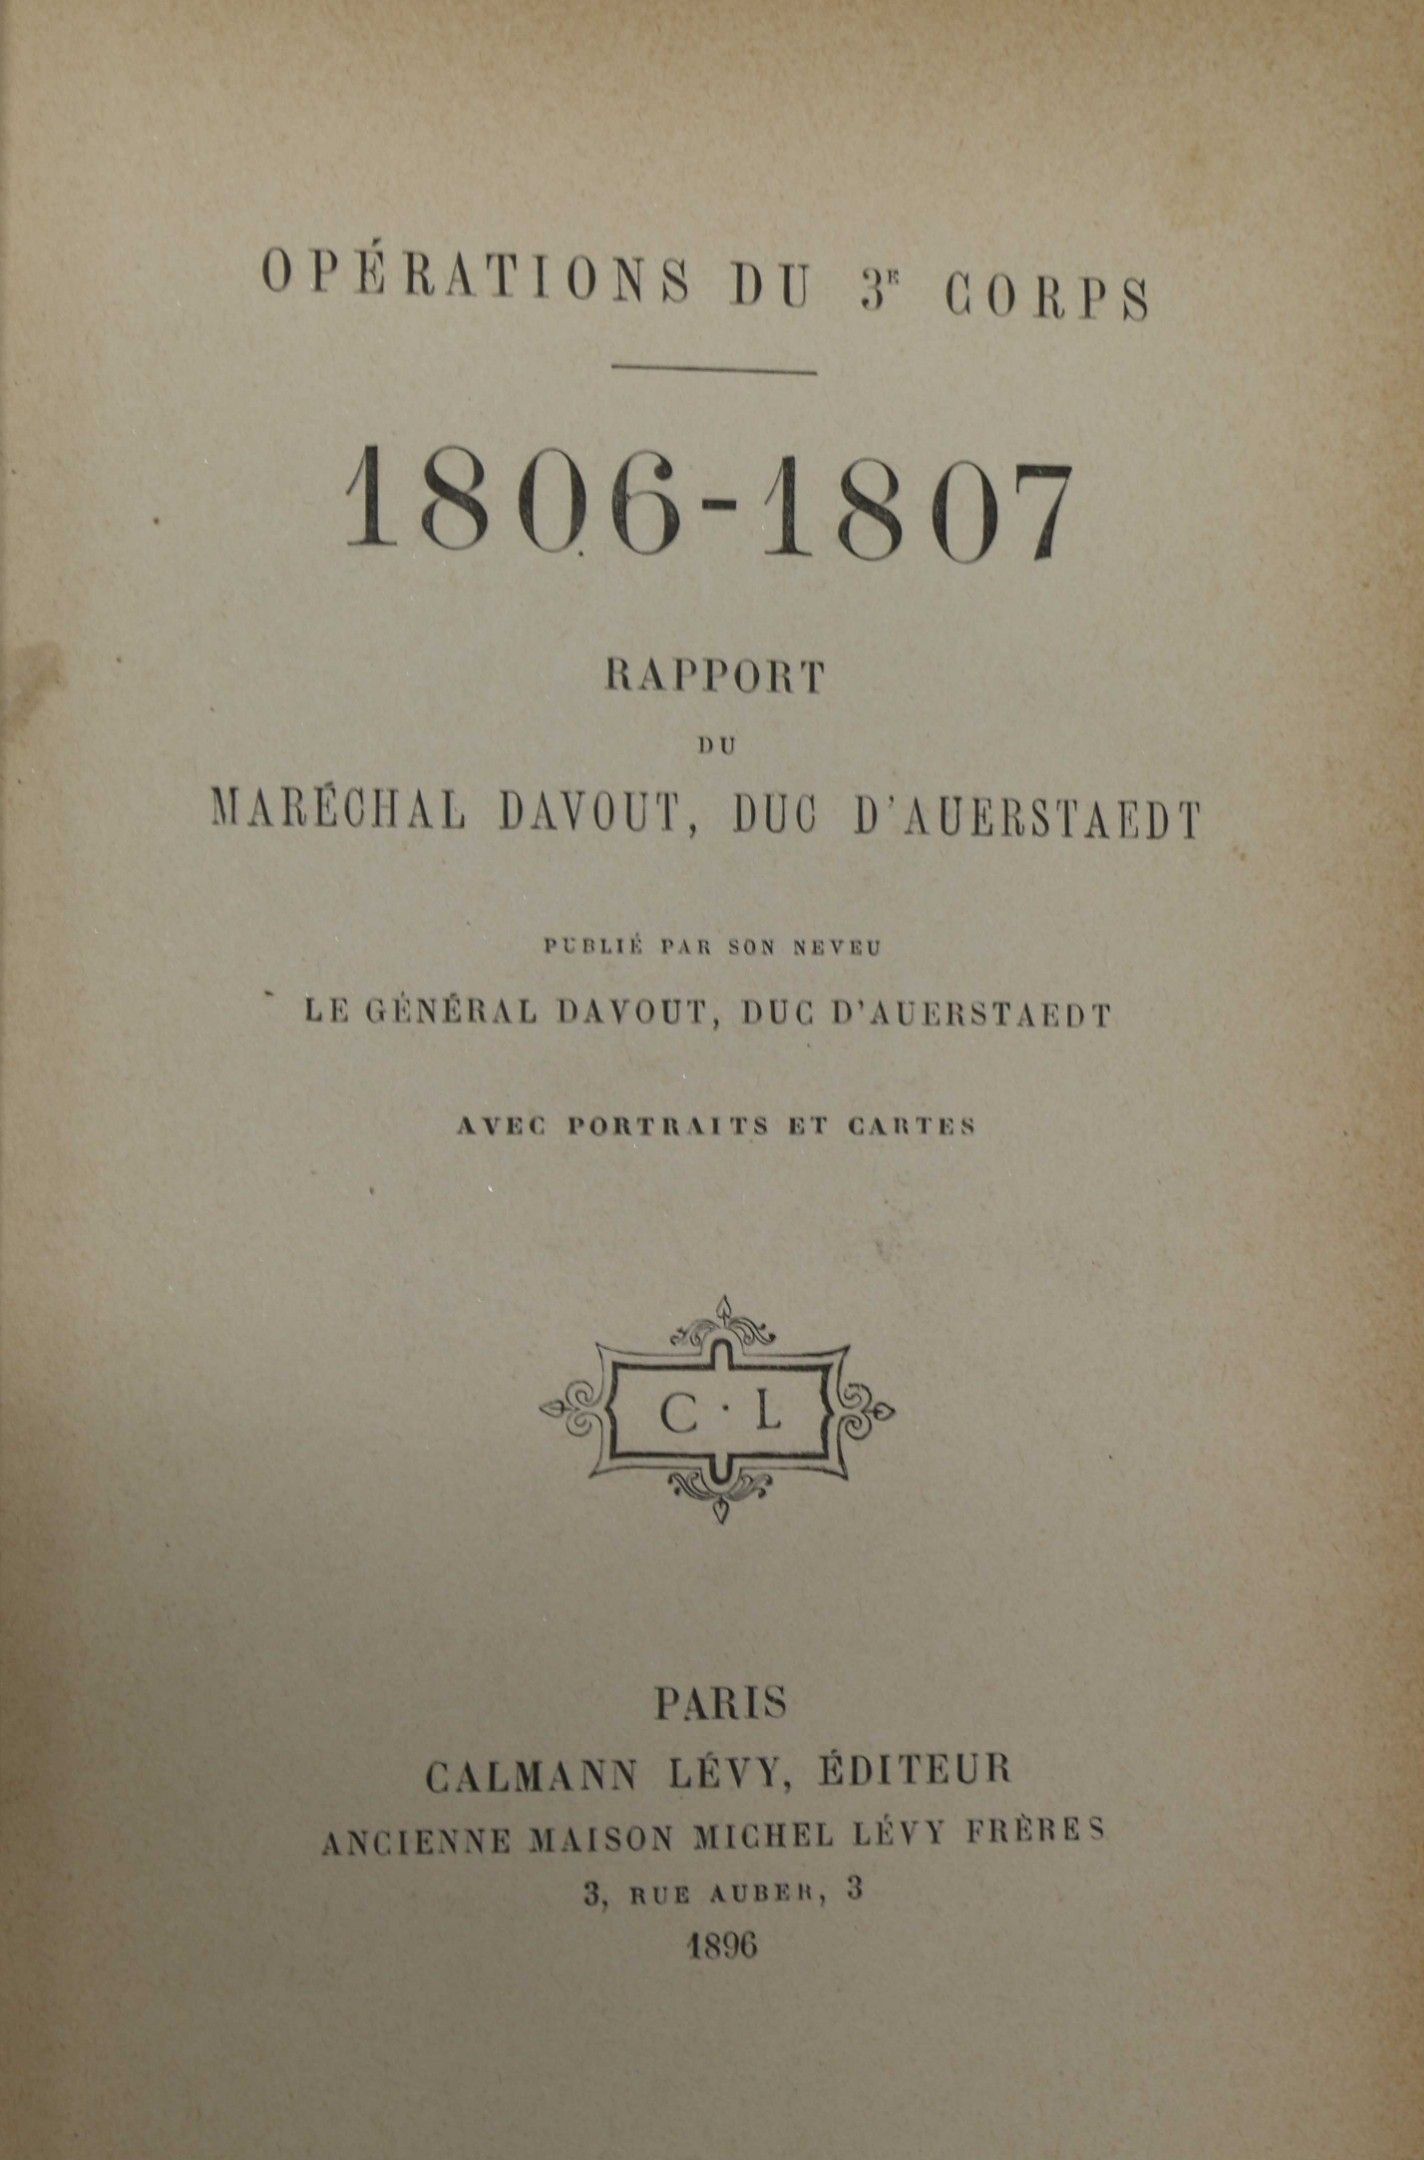 OPÉRATIONS DU 3E CORPS
1806-1807
RAPPORT
DU
MARÉCHAL DAVOUT, DUC D'AUERSTAEDT
PUBLIÉ PAR SON NEVEU
LE GÉNÉRAL DAVOUT, DUC D'AUERSTAEDT
AVEC PORTRAITS ET CARTES
C · L
PARIS
CALMANN LÉVY, ÉDITEUR
ANCIENNE MAISON MICHEL LÉVY FRÈRES
3, RUE AUBER, 3
1896